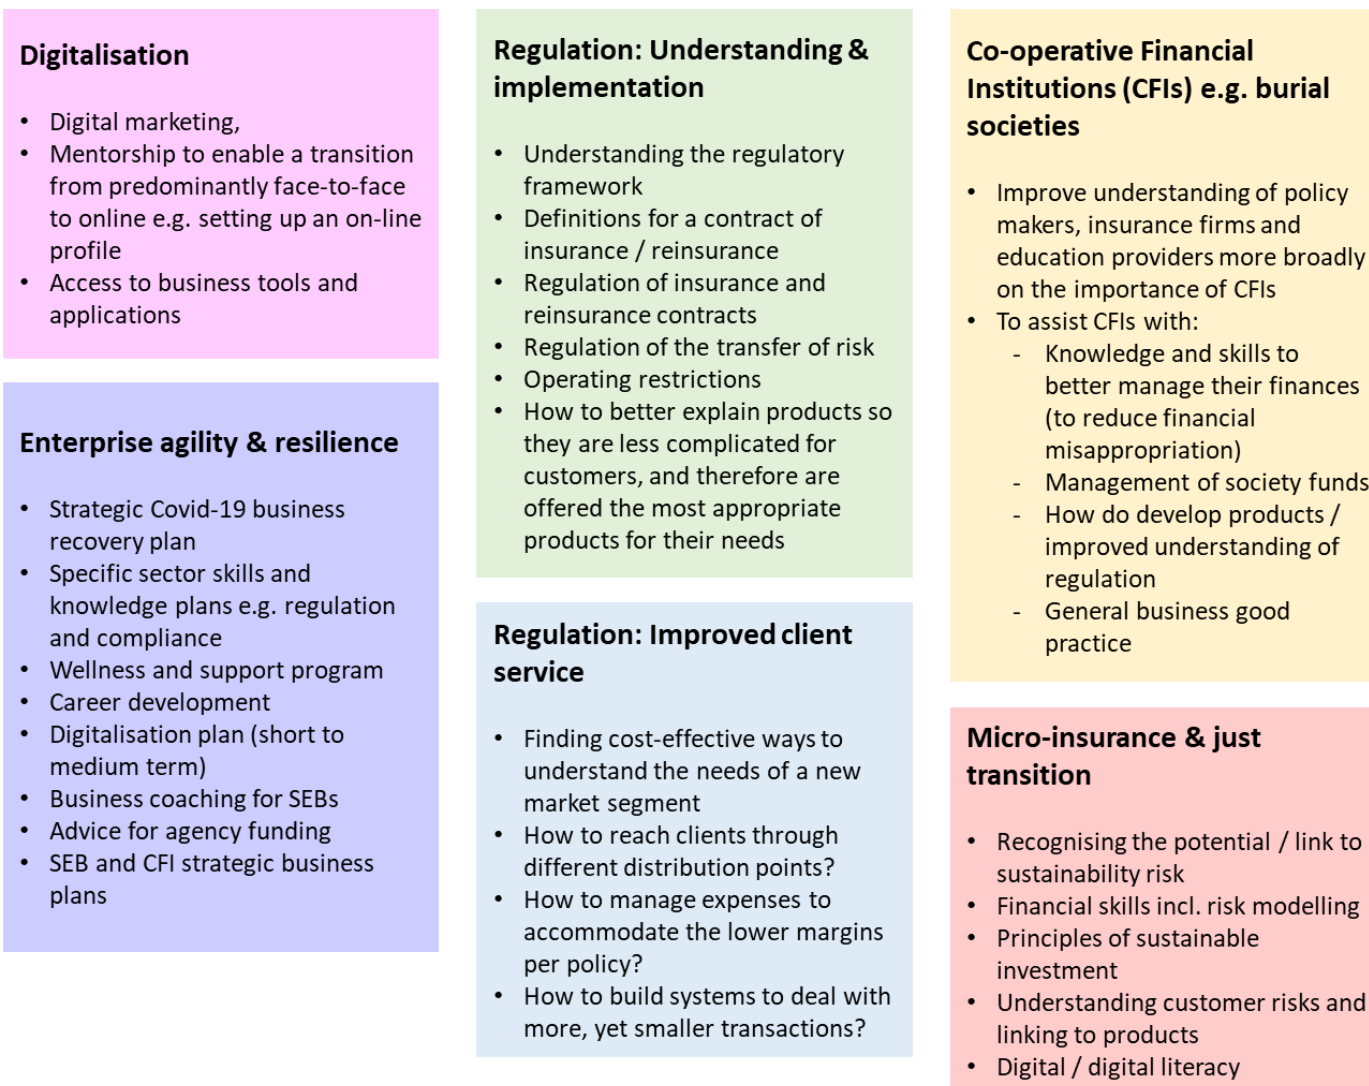 Digitalisation
• Digital marketing,
• Mentorship to enable a transition
from predominantly face-to-face
to online e.g. setting up an on-line
profile
• Access to business tools and
applications
Enterprise agility & resilience
• Strategic Covid-19 business
recovery plan
• Specific sector skills and
knowledge plans e.g. regulation
and compliance
• Wellness and support program
• Career development
• Digitalisation plan (short to
medium term)
• Business coaching for SEBs
• Advice for agency funding
• SEB and CFI strategic business
plans
Regulation: Understanding &
implementation
• Understanding the regulatory
framework
• Definitions for a contract of
insurance / reinsurance
• Regulation of insurance and
reinsurance contracts
• Regulation of the transfer of risk
• Operating restrictions
• How to better explain products so
they are less complicated for
customers, and therefore are
offered the most appropriate
products for their needs
Regulation: Improved client
service
• Finding cost-effective ways to
understand the needs of a new
market segment
• How to reach clients through
different distribution points?
• How to manage expenses to
accommodate the lower margins
per policy?
• How to build systems to deal with
more, yet smaller transactions?
Co-operative Financial
Institutions (CFIs) e.g. burial
societies
• Improve understanding of policy
makers, insurance firms and
education providers more broadly
on the importance of CFIs
• To assist CFIs with:
- Knowledge and skills to
better manage their finances
(to reduce financial
misappropriation)
- Management of society funds
- How do develop products /
improved understanding of
regulation
- General business good
practice
Micro-insurance & just
transition
• Recognising the potential / link to
sustainability risk
• Financial skills incl. risk modelling
• Principles of sustainable
investment
• Understanding customer risks and
linking to products
• Digital / digital literacy